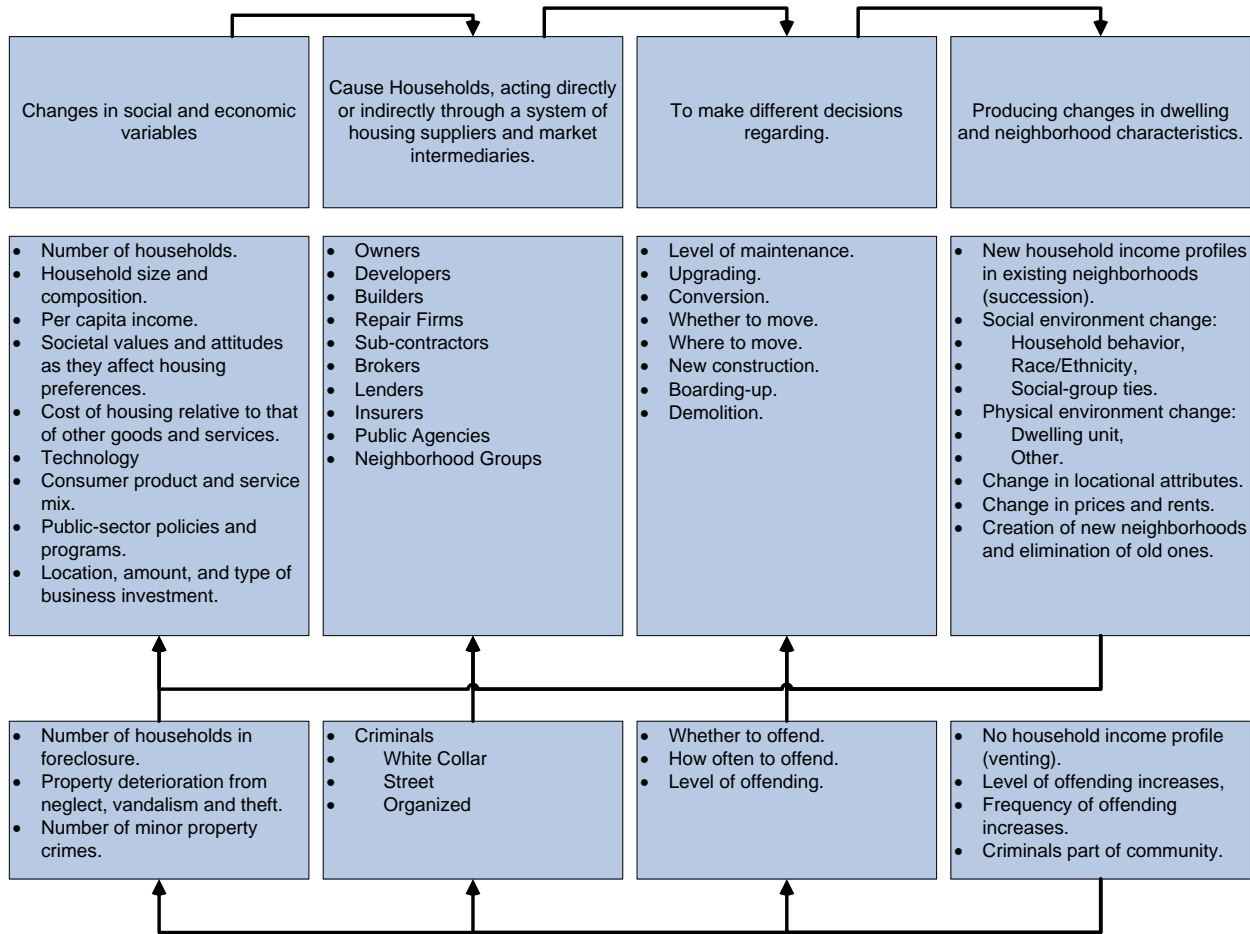 Changes in social and economic
variables
Cause Households, acting directly
or indirectly through a system of
housing suppliers and market
intermediaries.
To make different decisions
regarding.
Producing changes in dwelling
and neighborhood characteristics.
• Number of households.
• Household size and
composition.
• Per capita income.
• Societal values and attitudes
as they affect housing
preferences.
• Cost of housing relative to that
of other goods and services.
• Technology
• Consumer product and service
mix.
• Public-sector policies and
programs.
• Location, amount, and type of
business investment.
• Owners
• Developers
• Builders
• Repair Firms
• Sub-contractors
• Brokers
• Lenders
• Insurers
• Public Agencies
• Neighborhood Groups
• Level of maintenance.
• Upgrading.
• Conversion.
• Whether to move.
• Where to move.
• New construction.
• Boarding-up.
• Demolition.
• New household income profiles
in existing neighborhoods
(succession).
• Social environment change:
• Household behavior,
• Race/Ethnicity,
• Social-group ties.
• Physical environment change:
• Dwelling unit,
• Other.
• Change in locational attributes.
• Change in prices and rents.
• Creation of new neighborhoods
and elimination of old ones.
• Number of households in
foreclosure.
• Property deterioration from
neglect, vandalism and theft.
• Number of minor property
crimes.
• Criminals
• White Collar
• Street
• Organized
• Whether to offend.
• How often to offend.
• Level of offending.
• No household income profile
(venting).
• Level of offending increases,
• Frequency of offending
increases.
• Criminals part of community.